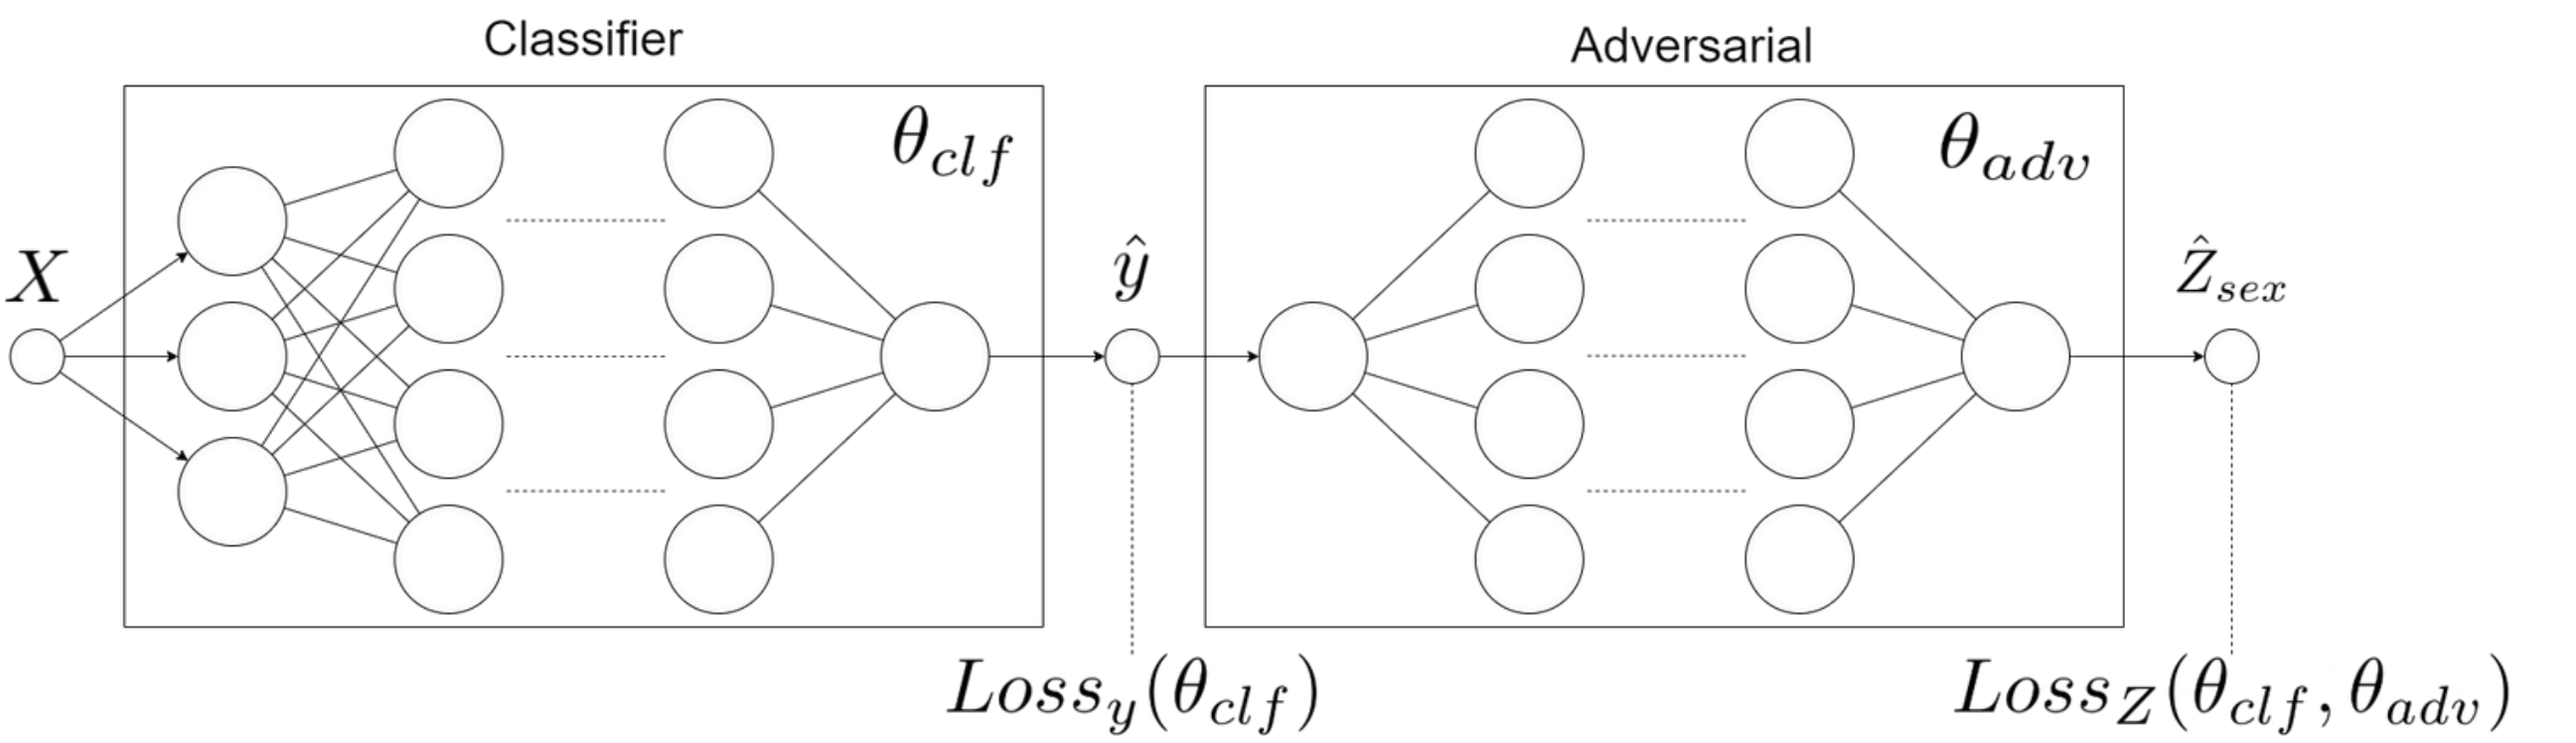 Classifier
Adversarial
θ_clf
θ_adv
X
ŷ
Ẑ_sex
Loss_y(θ_clf)
Loss_Z(θ_clf, θ_adv)